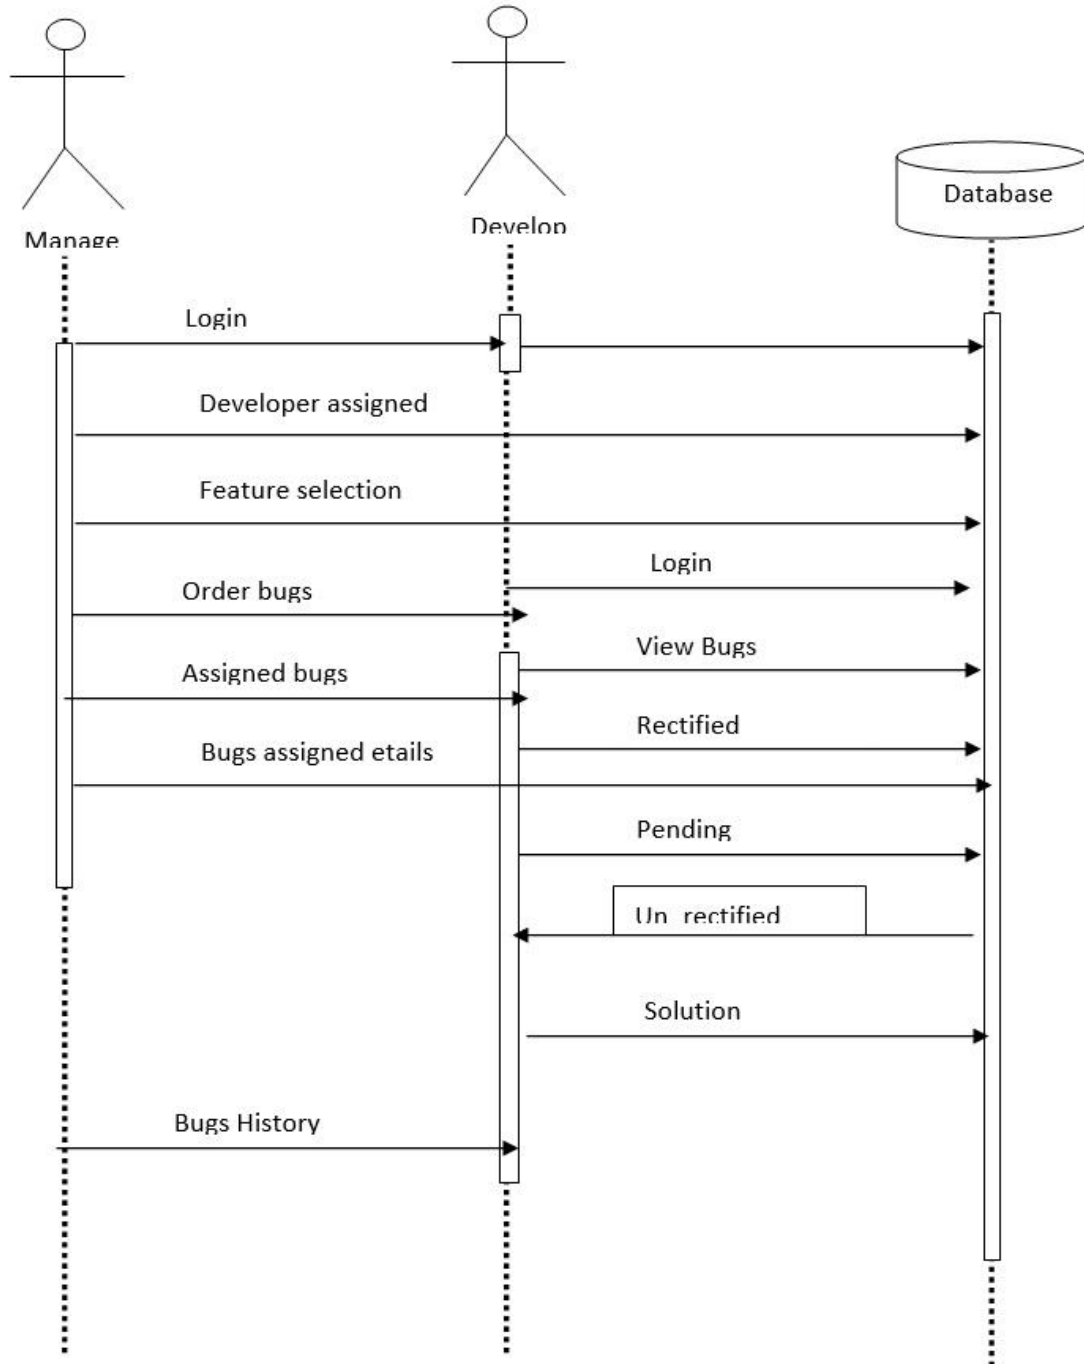 Database
Develop
Manage
Login
Developer assigned
Feature selection
Login
Order bugs
View Bugs
Assigned bugs
Rectified
Bugs assigned etails
Pending
Un rectified
Solution
Bugs History